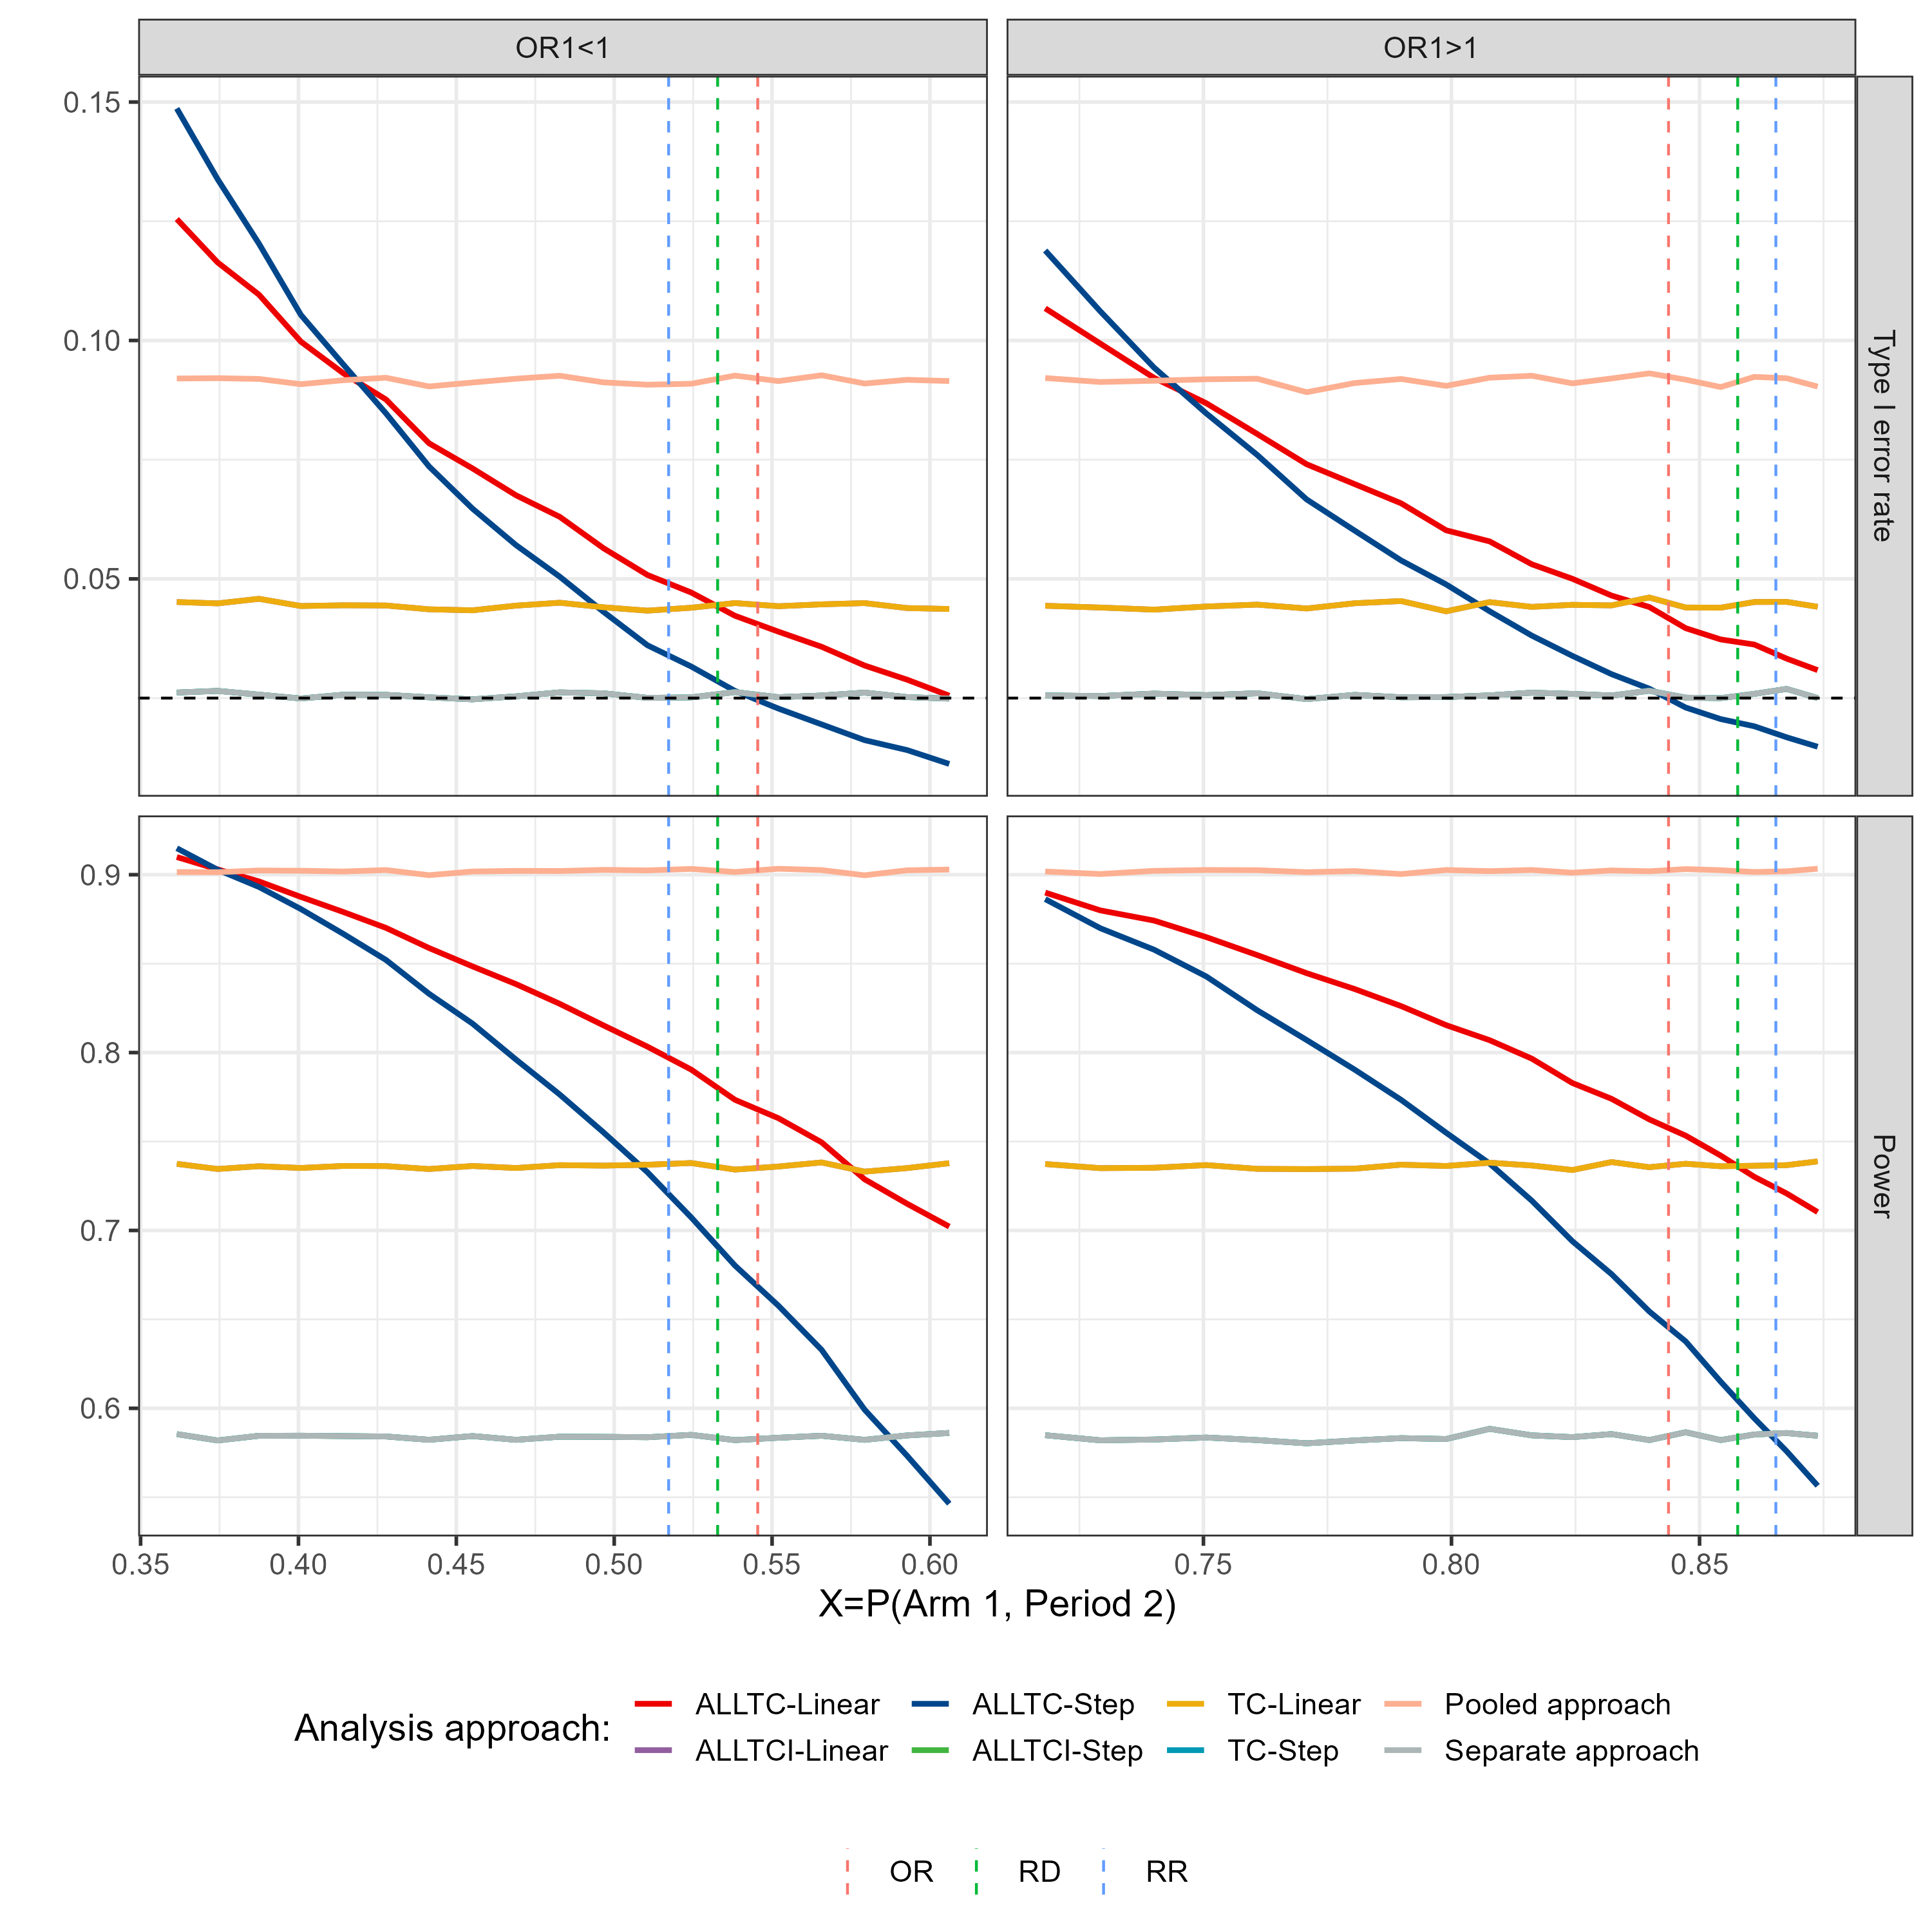 OR1<1
OR1>1
0.15
0.10
0.05
Type I error rate
0.9
0.8
0.7
0.6
Power
0.35 0.40 0.45 0.50 0.55 0.60 0.75 0.80 0.85
X=P(Arm 1, Period 2)
Analysis approach:
ALLTC-Linear ALLTC-Step TC-Linear Pooled approach
ALLTCI-Linear ALLTCI-Step TC-Step Separate approach
OR RD RR